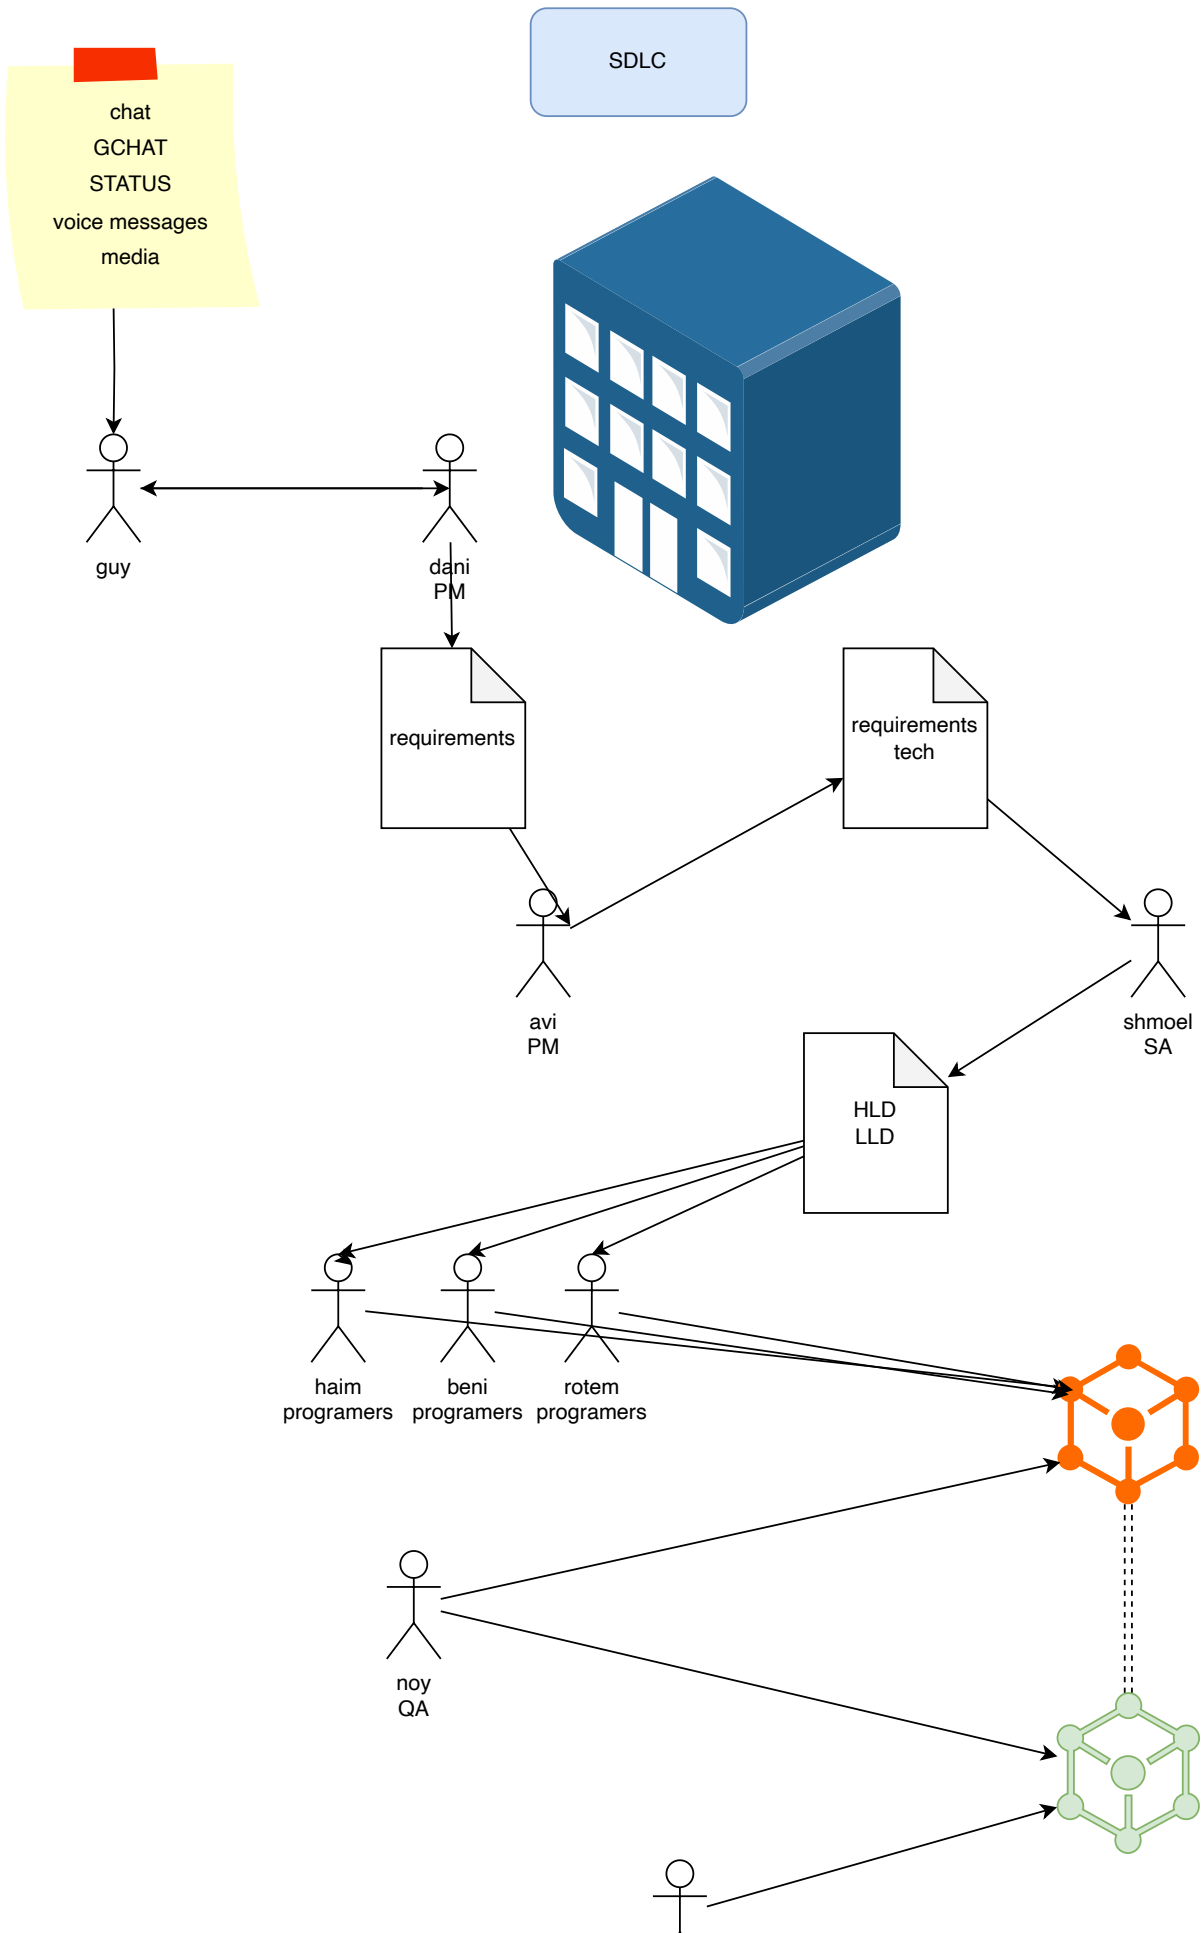 SDLC
chat
GCHAT
STATUS
voice messages
media
guy
dani
PM
requirements
requirements
tech
avi
PM
shmoel
SA
HLD
LLD
haim
programers
beni
programers
rotem
programers
noy
QA